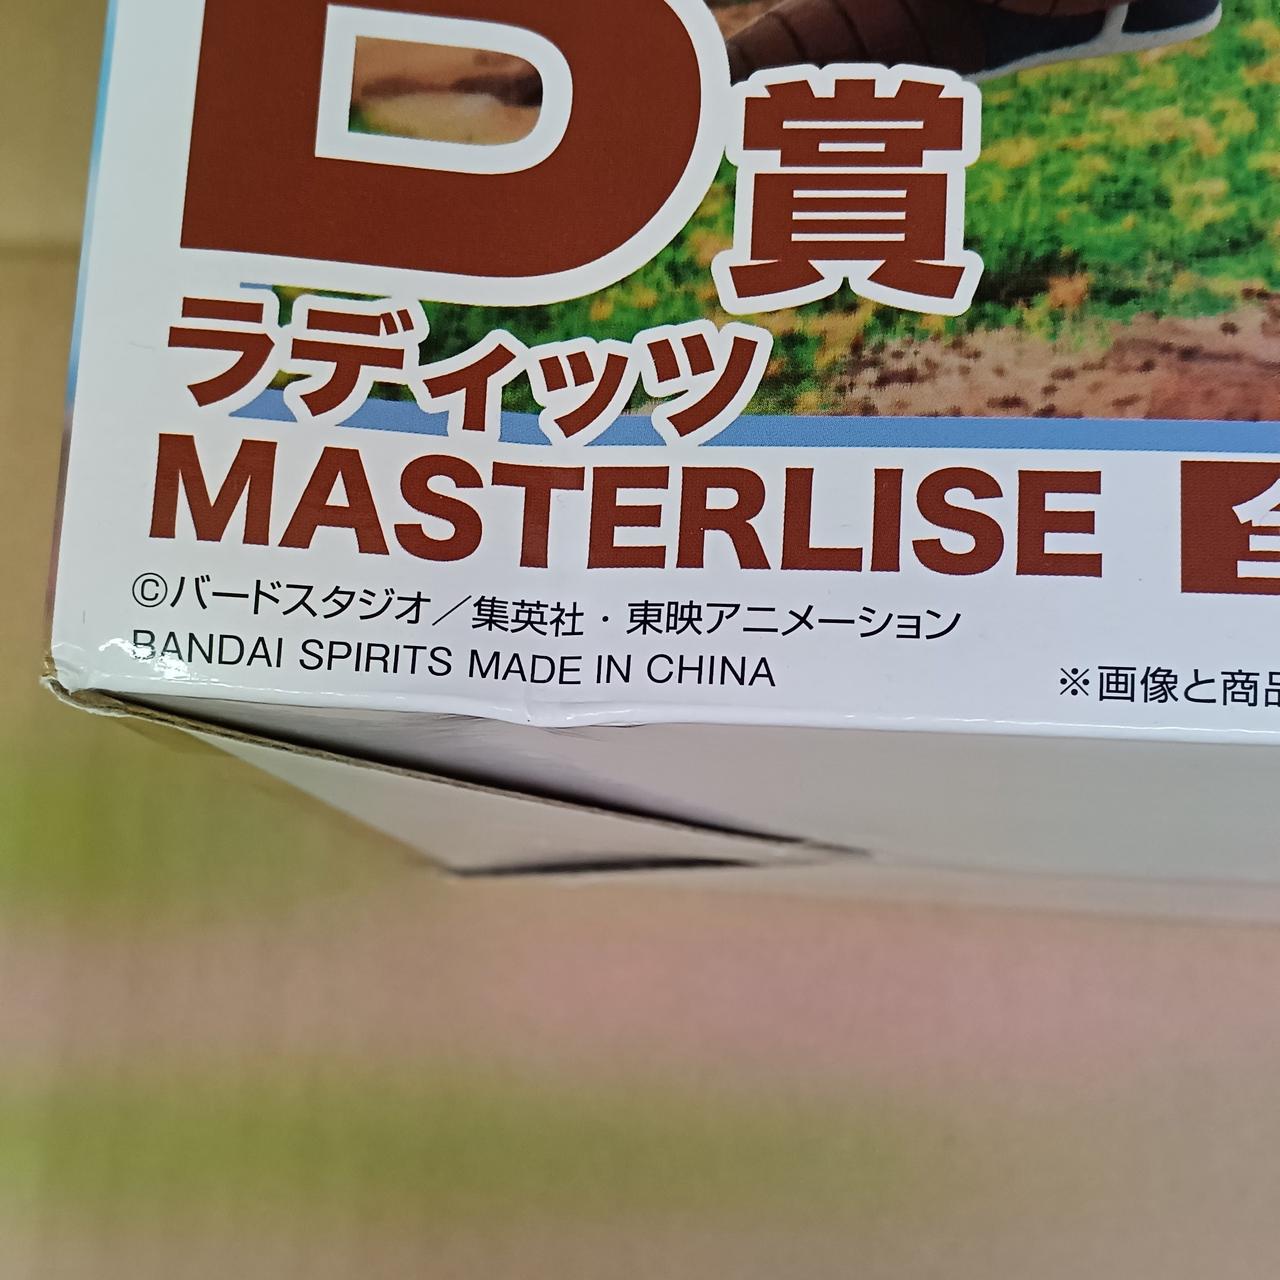 賞
ラディッツ
MASTERLISE
©バードスタジオ／集英社・東映アニメーション
BANDAI SPIRITS MADE IN CHINA
※画像と商